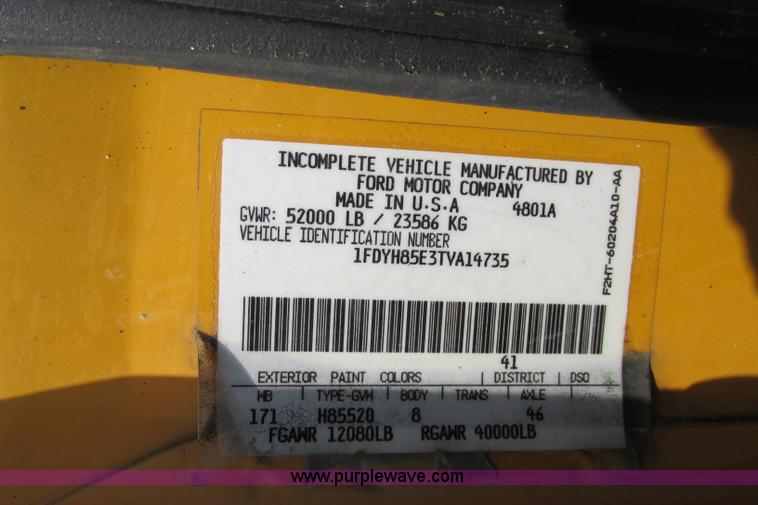 INCOMPLETE VEHICLE MANUFACTURED BY
FORD MOTOR COMPANY
MADE IN U.S.A 4801A
GVWR: 52000 LB / 23586 KG
VEHICLE IDENTIFICATION NUMBER
1FDYH85E3TVA14735
F2HT-60204A10-AA
41
EXTERIOR PAINT COLORS | DISTRICT | DSO
WB | TYPE-GVW | BODY | TRANS | AXLE
171 H85520 8 46
FGAWR 12080LB RGAWR 40000LB
www.purplewave.com